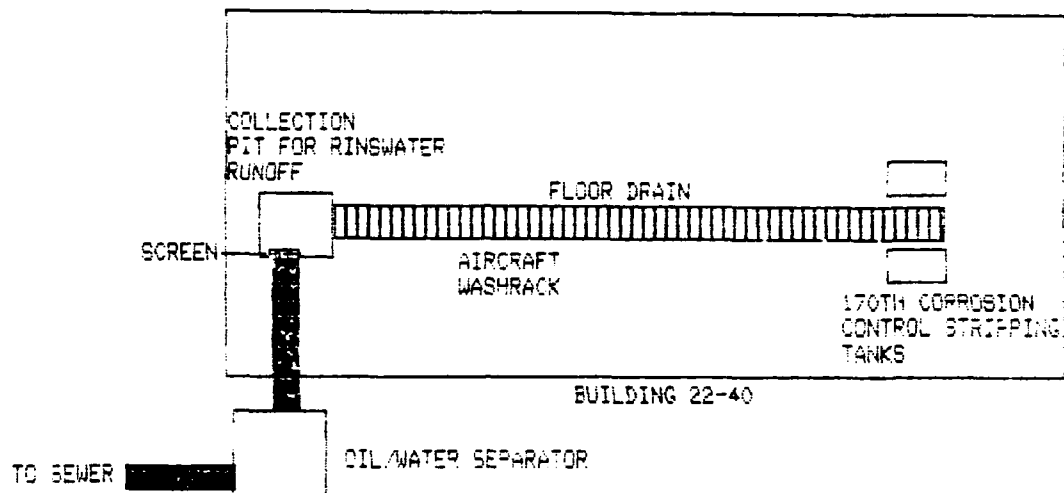 COLLECTION
PIT FOR RINSWATER
RUNOFF
FLOOR DRAIN
SCREEN
AIRCRAFT
WASHRACK
170TH CORROSION
CONTROL STRIPPING
TANKS
BUILDING 22-40
OIL/WATER SEPARATOR
TO SEWER